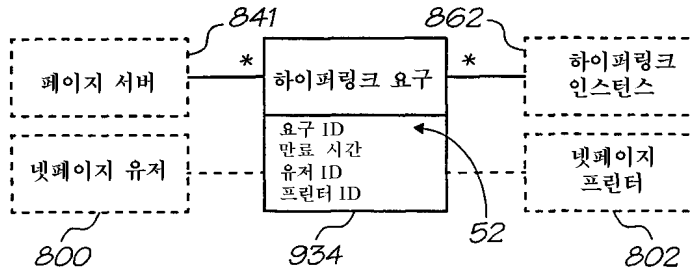 841
862
페이지 서버
*
하이퍼링크 요구
*
하이퍼링크
인스턴스
요구 ID
만료 시간
유저 ID
프린터 ID
넷페이지 유저
넷페이지
프린터
800
934
52
802